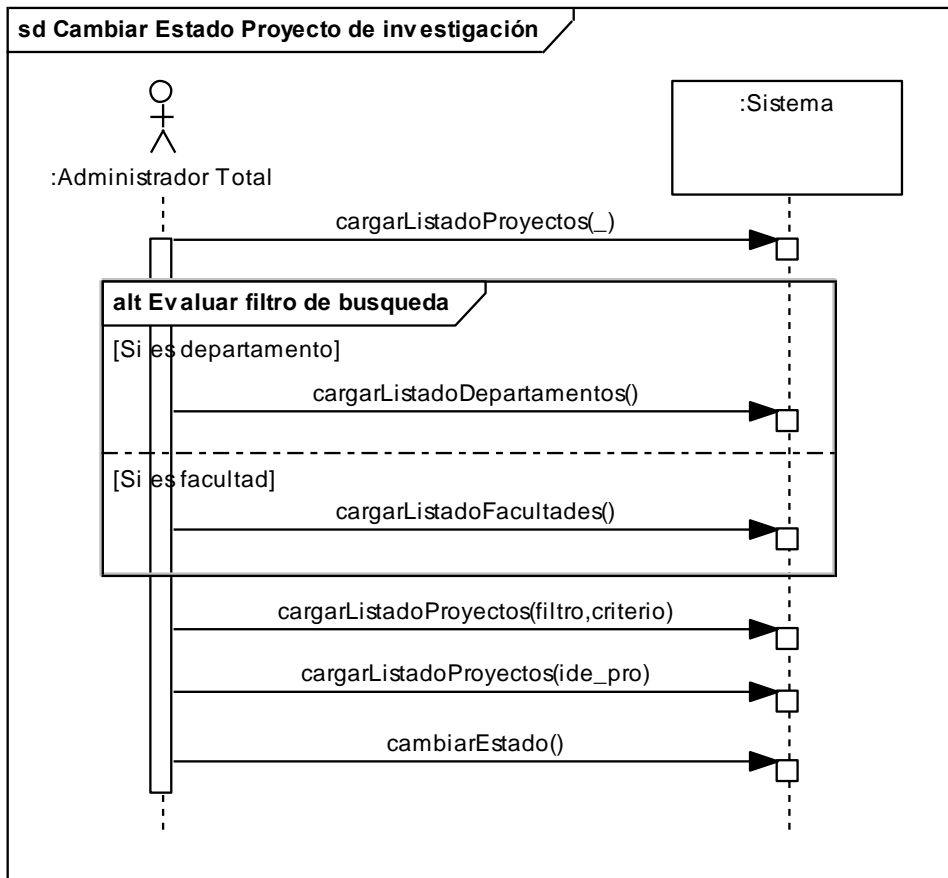 sd Cambiar Estado Proyecto de investigación
:Sistema
:Administrador Total
cargarListadoProyectos(_)
alt Evaluar filtro de busqueda
[Si es departamento]
cargarListadoDepartamentos()
[Si es facultad]
cargarListadoFacultades()
cargarListadoProyectos(filtro,criterio)
cargarListadoProyectos(ide_pro)
cambiarEstado()